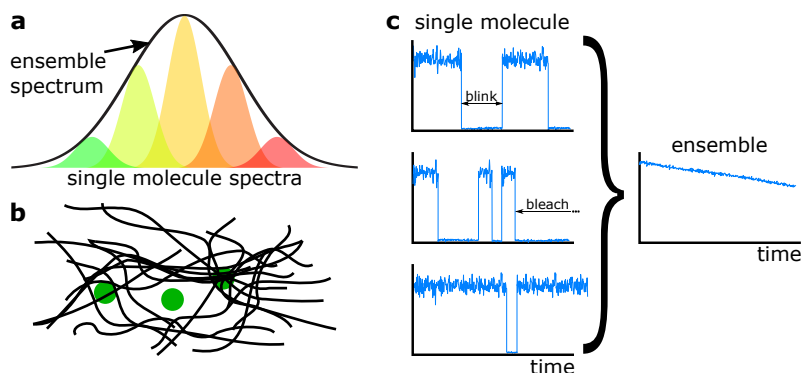 a
ensemble
spectrum
single molecule spectra
b
c
single molecule
blink
bleach ...
time
ensemble
time